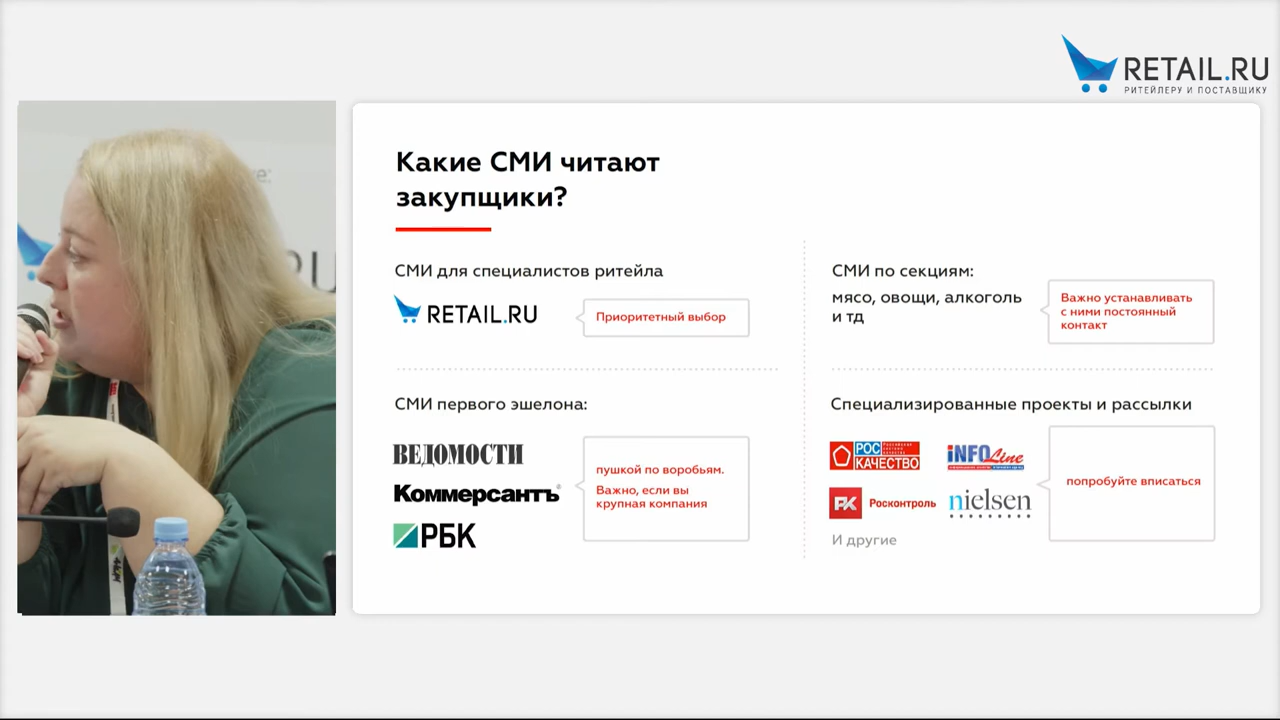 RETAIL.RU
РИТЕЙЛЕРУ И ПОСТАВЩИКУ
Какие СМИ читают
закупщики?
СМИ для специалистов ритейла
RETAIL.RU
Приоритетный выбор
СМИ по секциям:
мясо, овощи, алкоголь
и тд
Важно устанавливать
с ними постоянный
контакт
СМИ первого эшелона:
ВЕДОМОСТИ
Коммерсантъ®
РБК
пушкой по воробьям.
Важно, если вы
крупная компания
Специализированные проекты и рассылки
РОС
КАЧЕСТВО
INFOLine
РК
Росконтроль
nielsen
И другие
попробуйте вписаться